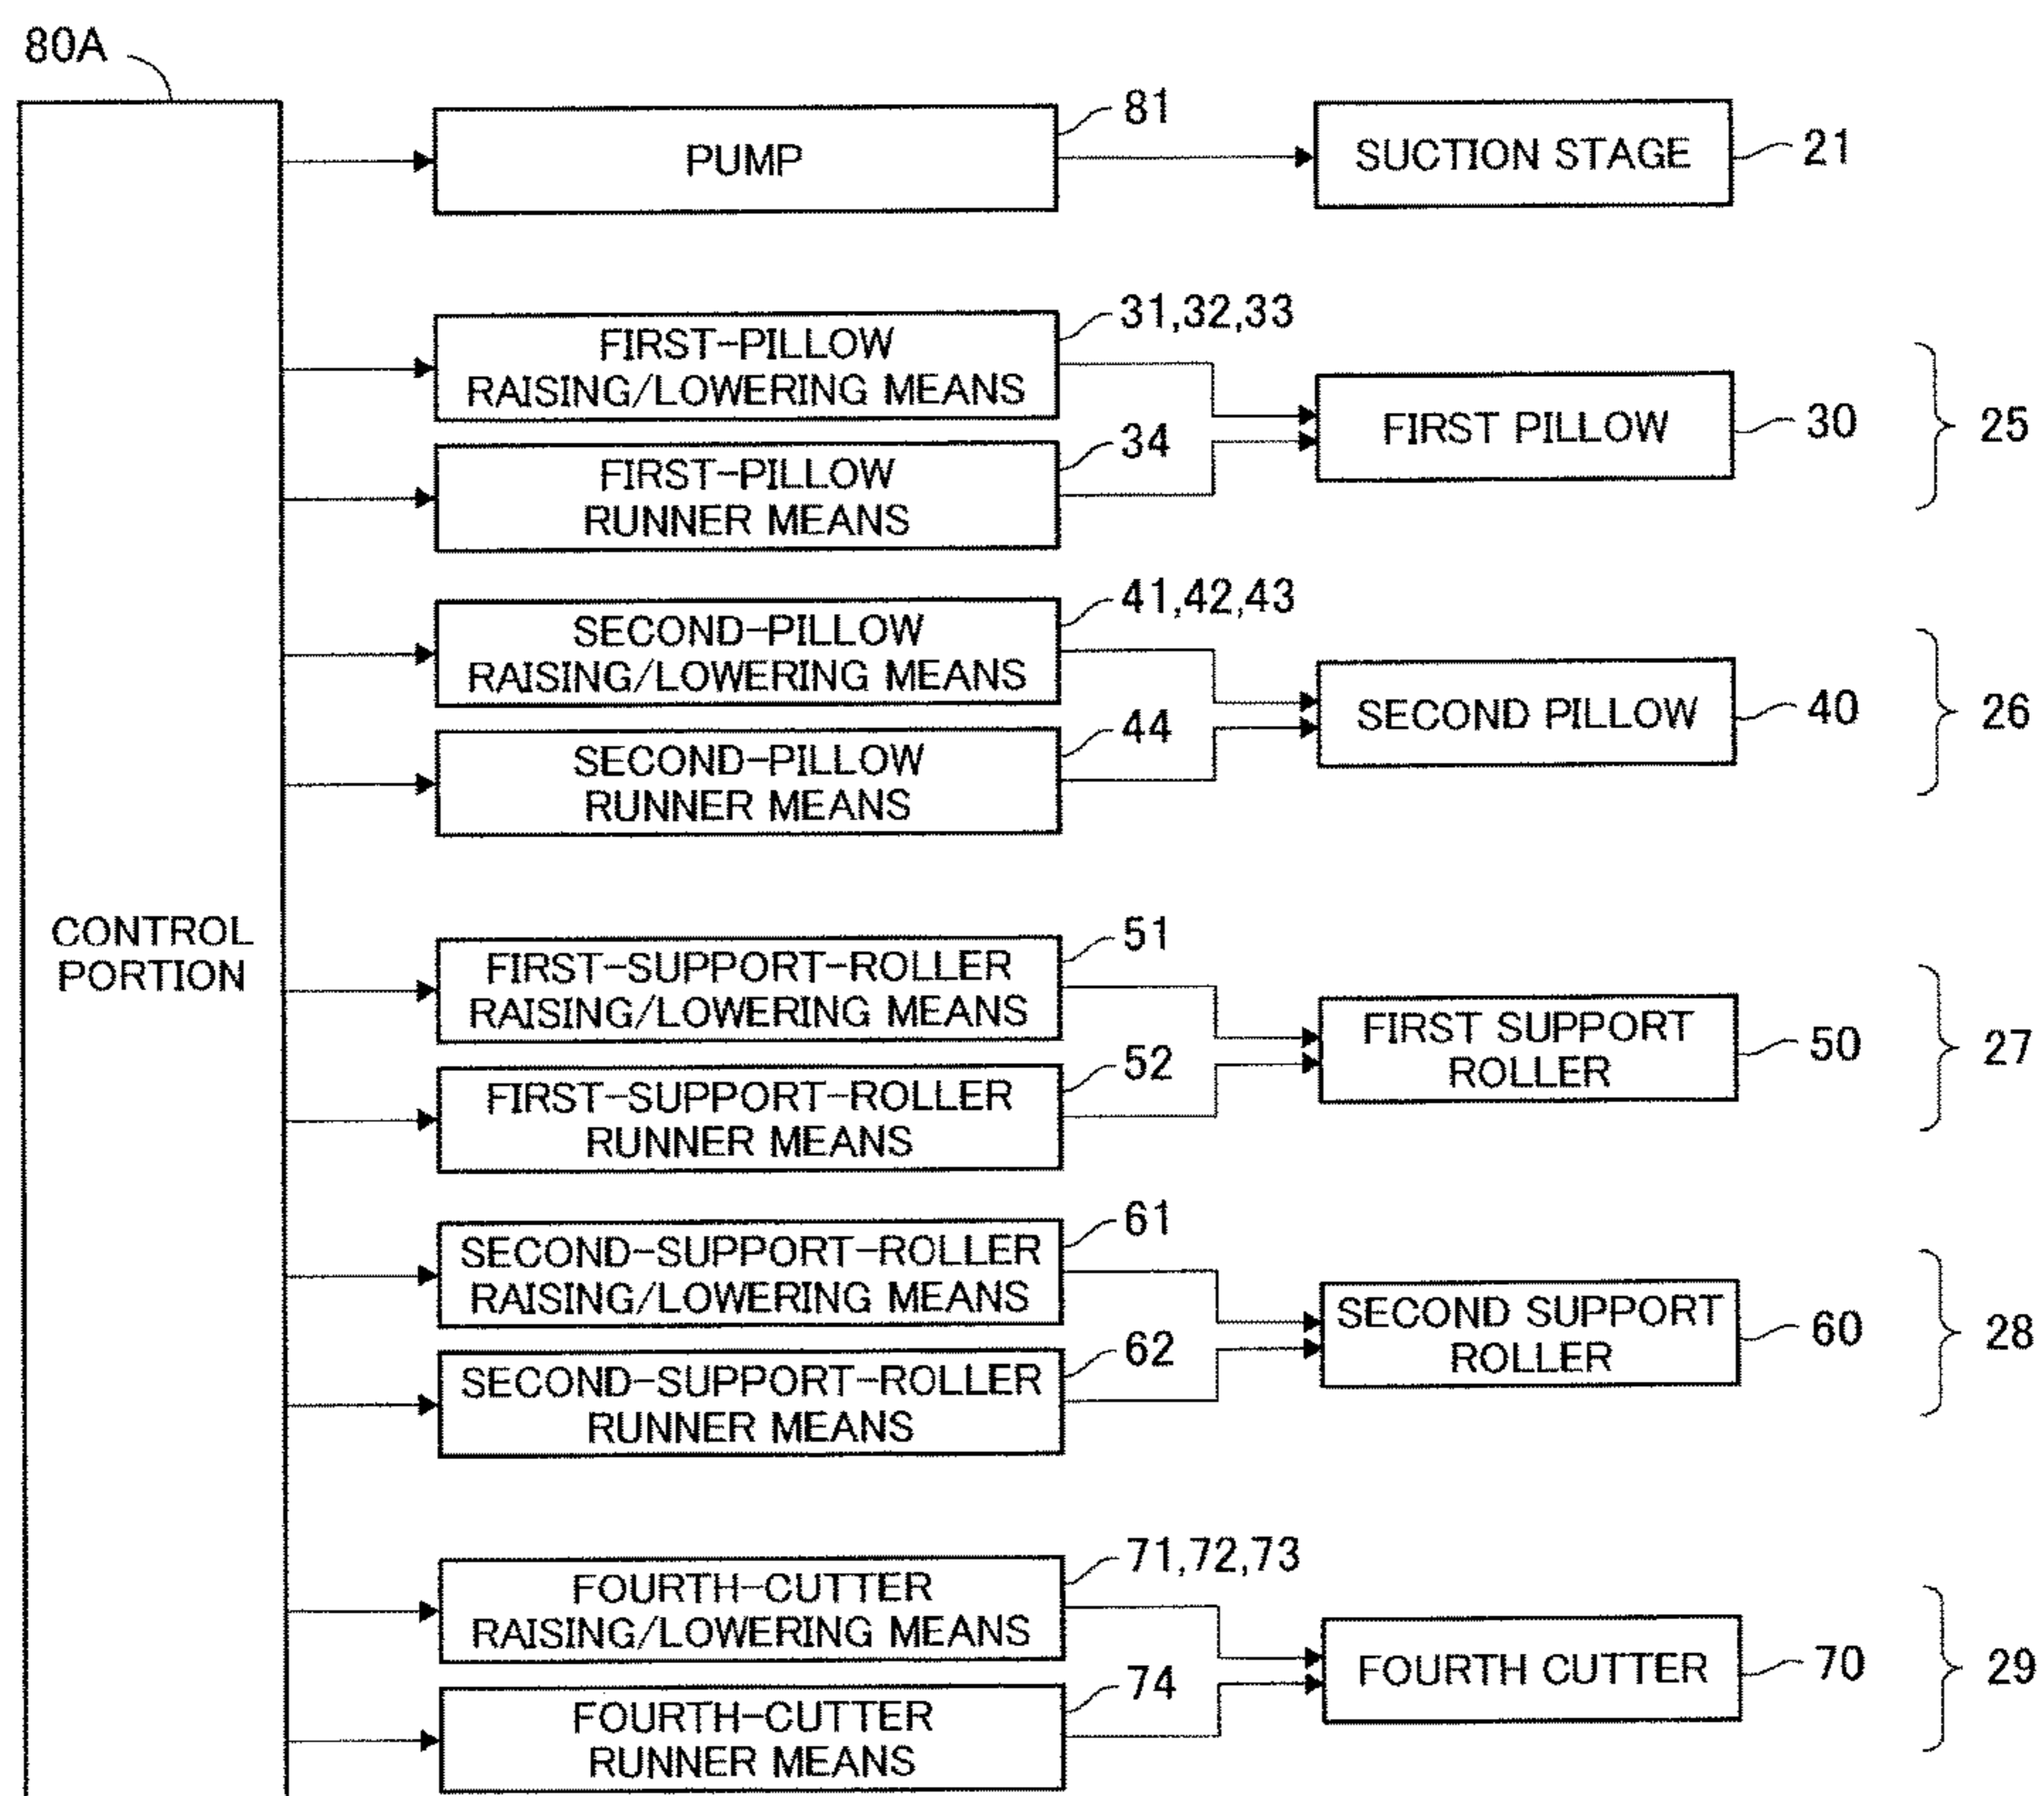 80A
CONTROL
PORTION
PUMP
81
SUCTION STAGE
21
FIRST-PILLOW
RAISING/LOWERING MEANS
31,32,33
FIRST-PILLOW
RUNNER MEANS
34
FIRST PILLOW
30
25
SECOND-PILLOW
RAISING/LOWERING MEANS
41,42,43
SECOND-PILLOW
RUNNER MEANS
44
SECOND PILLOW
40
26
FIRST-SUPPORT-ROLLER
RAISING/LOWERING MEANS
51
FIRST-SUPPORT-ROLLER
RUNNER MEANS
52
FIRST SUPPORT
ROLLER
50
27
SECOND-SUPPORT-ROLLER
RAISING/LOWERING MEANS
61
SECOND-SUPPORT-ROLLER
RUNNER MEANS
62
SECOND SUPPORT
ROLLER
60
28
FOURTH-CUTTER
RAISING/LOWERING MEANS
71,72,73
FOURTH-CUTTER
RUNNER MEANS
74
FOURTH CUTTER
70
29